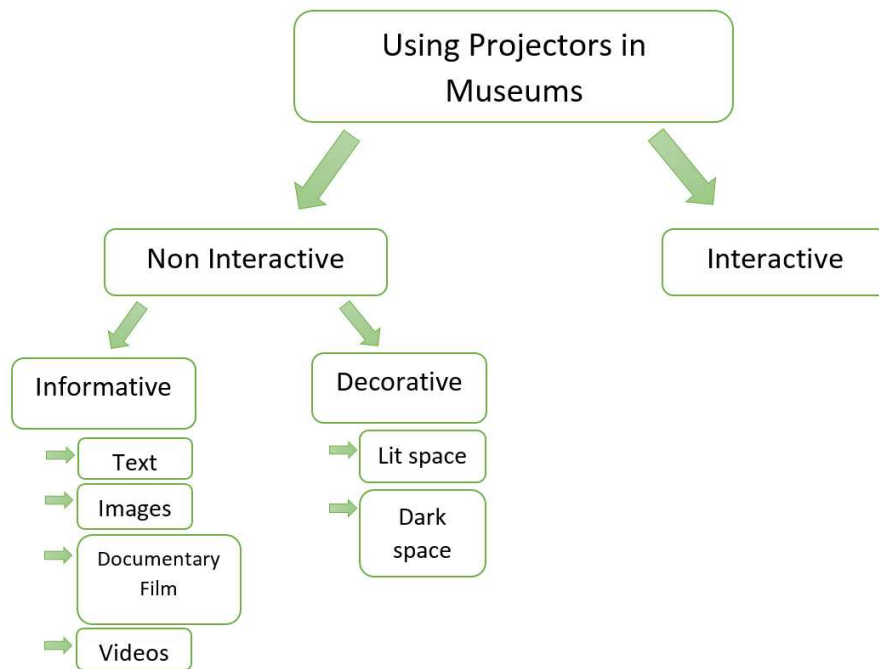 Using Projectors in
Museums
Non Interactive
Interactive
Informative
Decorative
Text
Images
Documentary
Film
Videos
Lit space
Dark
space